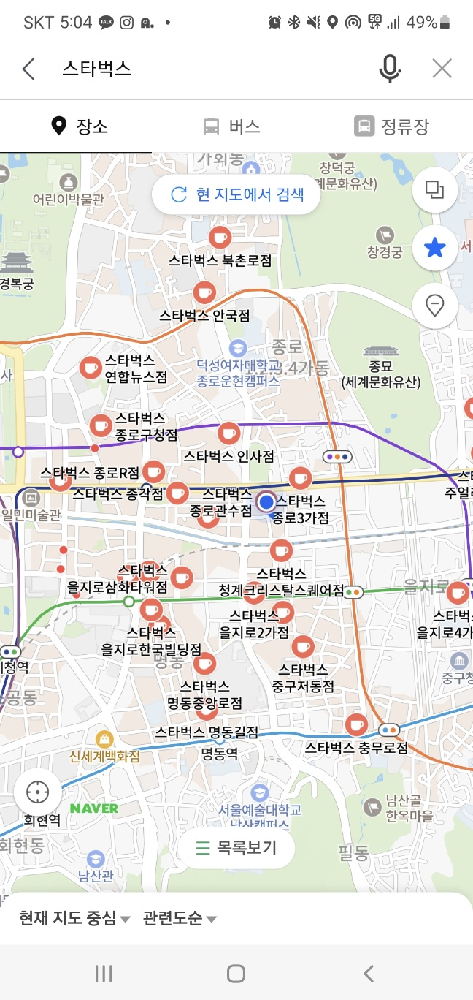 SKT 5:04 TALK 5G 49%
스타벅스
장소 버스 정류장
가회동
창덕궁
계문화유산)
어린이박물관
현 지도에서 검색
창경궁
스타벅스 북촌로점
경복궁
스타벅스 안국점
종로
1.2.3.4가동
덕성여자대학교
종로운현캠퍼스
스타벅스
연합뉴스점
종묘
(세계문화유산)
스타벅스
종로구청점
스타벅스 인사점
스타벅스 종로R점
스타벅스 종각점
스타벅스
종로관수점
스타벅스
종로3가점
주얼리
일민미술관
스타벅스
을지로삼화타워점
스타벅스
청계크리스탈스퀘어점
을지로
스타벅스
을지로한국빌딩점
스타벅스
을지로2가점
스타벅
을지로4가
시청역
명동
스타벅스
중구저동점
중구청
소공동
스타벅스
명동중앙로점
스타벅스 명동길점
스타벅스 충무로점
신세계백화점
명동역
회현역
NAVER
서울예술대학교
남산캠퍼스
남산골
한옥마을
회현동
목록보기
필동
남산관
현재 지도 중심 관련도순